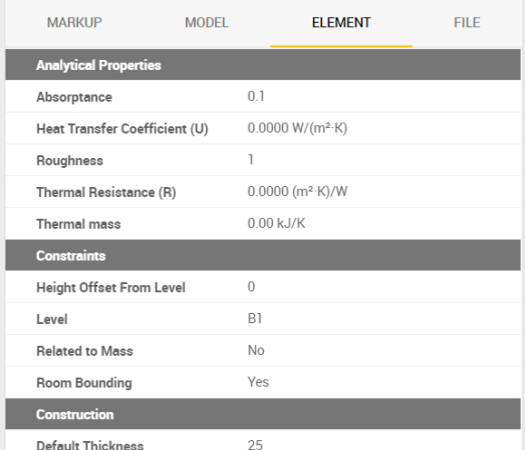 MARKUP MODEL ELEMENT FILE
Analytical Properties
Absorptance 0.1
Heat Transfer Coefficient (U) 0.0000 W/(m²·K)
Roughness 1
Thermal Resistance (R) 0.0000 (m²·K)/W
Thermal mass 0.00 kJ/K
Constraints
Height Offset From Level 0
Level B1
Related to Mass No
Room Bounding Yes
Construction
Default Thickness 25